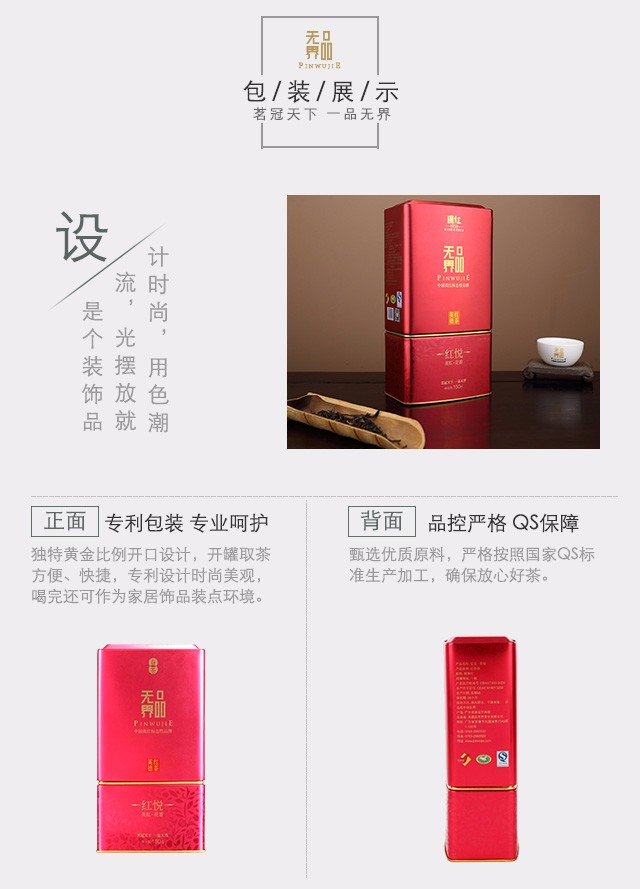 无品界
PINWUJIE
包/装/展/示
茗冠天下 一品无界
设
计时尚，用色潮
流，光摆放就
是个装饰品
无品界
PINWUJIE
红悦
正面 专利包装 专业呵护
独特黄金比例开口设计，开罐取茶
方便、快捷，专利设计时尚美观，
喝完还可作为家居饰品装点环境。
背面 品控严格 QS保障
甄选优质原料，严格按照国家QS标
准生产加工，确保放心好茶。
无品界
PINWUJIE
红悦